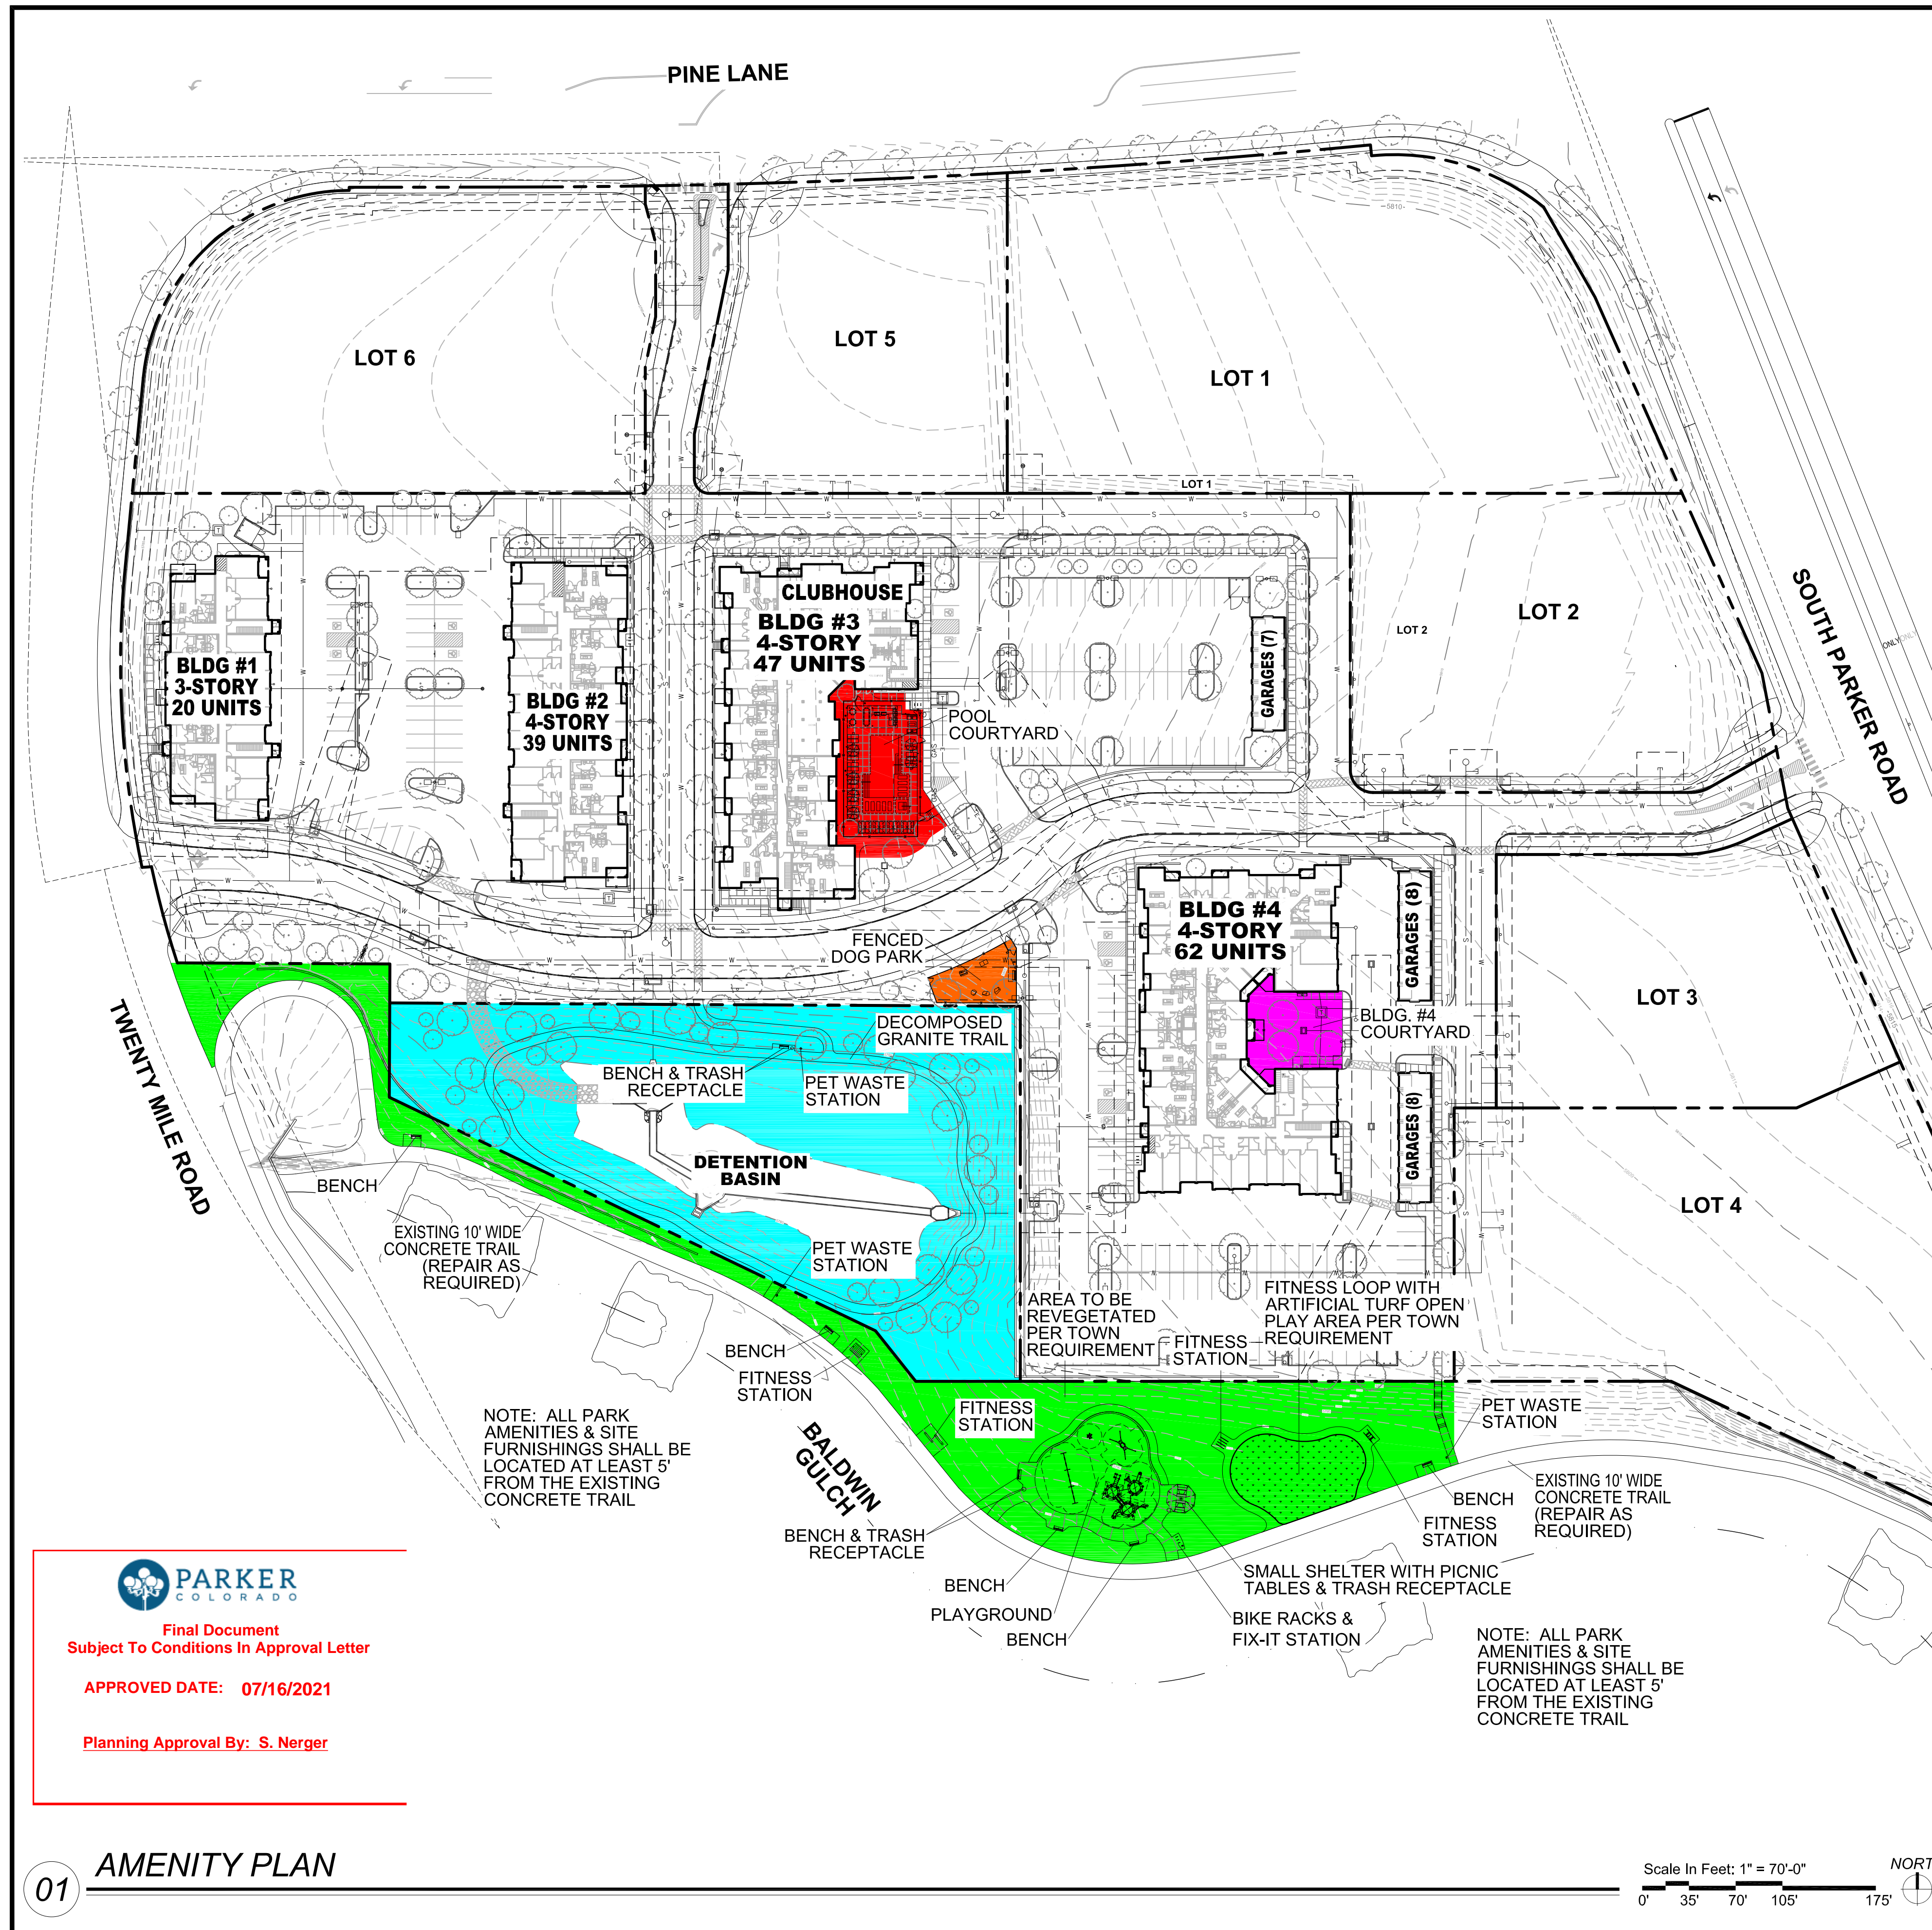 PINE LANE
5810
LOT 6
LOT 5
LOT 1
LOT 1
LOT 2
LOT 2
SOUTH PARKER ROAD
ONLY
CLUBHOUSE
BLDG #3
4-STORY
47 UNITS
BLDG #1
3-STORY
20 UNITS
BLDG #2
4-STORY
39 UNITS
GARAGES (7)
POOL
COURTYARD
BLDG #4
4-STORY
62 UNITS
GARAGES (8)
FENCED
DOG PARK
LOT 3
BLDG. #4
COURTYARD
DECOMPOSED
GRANITE TRAIL
BENCH & TRASH
RECEPTACLE
PET WASTE
STATION
TWENTY MILE ROAD
GARAGES (8)
DETENTION
BASIN
BENCH
LOT 4
EXISTING 10' WIDE
CONCRETE TRAIL
(REPAIR AS
REQUIRED)
PET WASTE
STATION
AREA TO BE
REVEGETATED
PER TOWN
REQUIREMENT
FITNESS LOOP WITH
ARTIFICIAL TURF OPEN
PLAY AREA PER TOWN
REQUIREMENT
FITNESS
STATION
BENCH
FITNESS
STATION
FITNESS
STATION
PET WASTE
STATION
NOTE: ALL PARK
AMENITIES & SITE
FURNISHINGS SHALL BE
LOCATED AT LEAST 5'
FROM THE EXISTING
CONCRETE TRAIL
BALDWIN
GULCH
EXISTING 10' WIDE
CONCRETE TRAIL
(REPAIR AS
REQUIRED)
BENCH
FITNESS
STATION
BENCH & TRASH
RECEPTACLE
SMALL SHELTER WITH PICNIC
TABLES & TRASH RECEPTACLE
BENCH
PLAYGROUND
BENCH
BIKE RACKS &
FIX-IT STATION
NOTE: ALL PARK
AMENITIES & SITE
FURNISHINGS SHALL BE
LOCATED AT LEAST 5'
FROM THE EXISTING
CONCRETE TRAIL
PARKER
COLORADO
Final Document
Subject To Conditions In Approval Letter
APPROVED DATE: 07/16/2021
Planning Approval By: S. Nerger
01
AMENITY PLAN
Scale In Feet: 1" = 70'-0"
0' 35' 70' 105' 175'
NORT